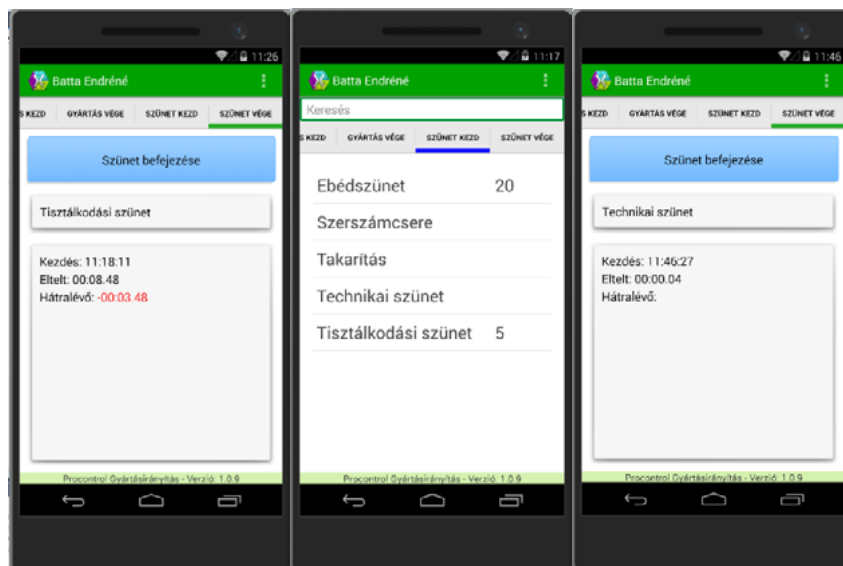 11:26
Batta Endréné
S KEZD GYÁRTÁS VÉGE SZÜNET KEZD SZÜNET VÉGE
Szünet befejezése
Tisztálkodási szünet
Kezdés: 11:18:11
Eltelt: 00:08.48
Hátralévő: -00:03.48
Procontrol Gyártásirányítás - Verzió: 1.0.9
11:17
Batta Endréné
Keresés
S KEZD GYÁRTÁS VÉGE SZÜNET KEZD SZÜNET VÉGE
Ebédszünet 20
Szerszámcsere
Takarítás
Technikai szünet
Tisztálkodási szünet 5
Procontrol Gyártásirányítás - Verzió: 1.0.9
11:46
Batta Endréné
S KEZD GYÁRTÁS VÉGE SZÜNET KEZD SZÜNET VÉGE
Szünet befejezése
Technikai szünet
Kezdés: 11:46:27
Eltelt: 00:00.04
Hátralévő:
Procontrol Gyártásirányítás - Verzió: 1.0.9